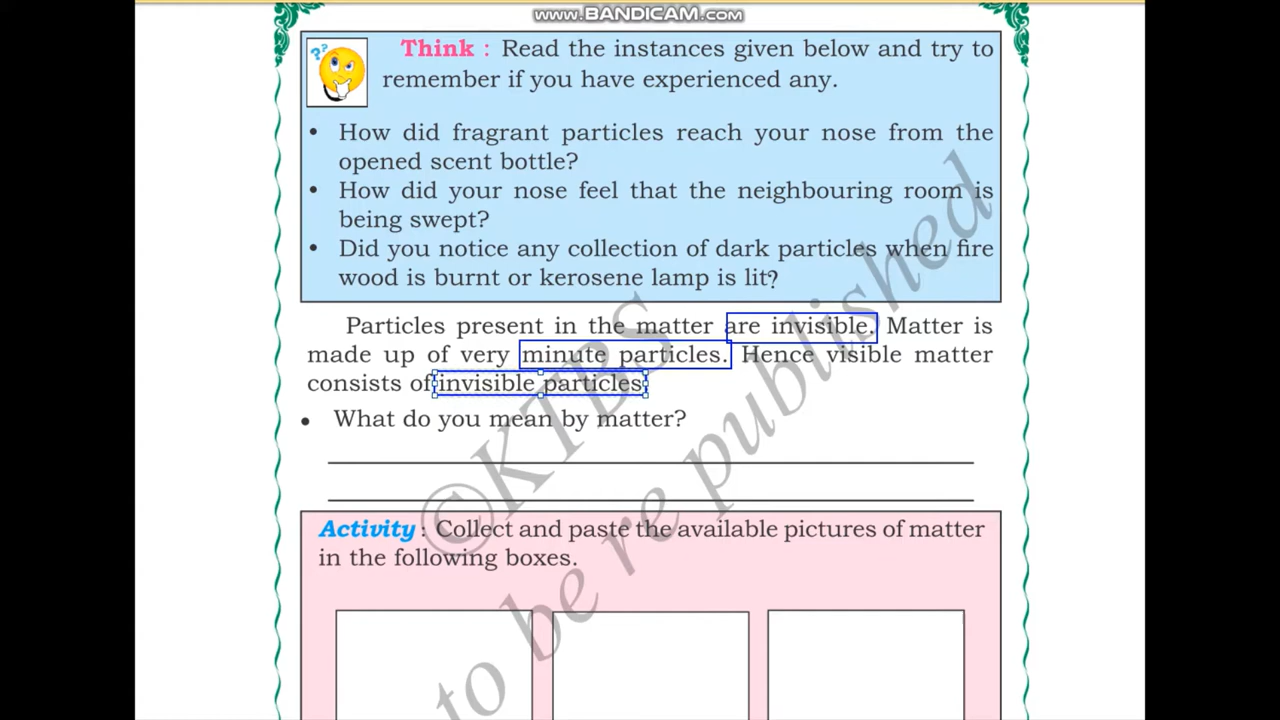 www.BANDICAM.com
Think : Read the instances given below and try to
remember if you have experienced any.
• How did fragrant particles reach your nose from the
opened scent bottle?
• How did your nose feel that the neighbouring room is
being swept?
• Did you notice any collection of dark particles when fire
wood is burnt or kerosene lamp is lit?
Particles present in the matter are invisible. Matter is
made up of very minute particles. Hence visible matter
consists of invisible particles
• What do you mean by matter?
Activity : Collect and paste the available pictures of matter
in the following boxes.
©KTBS
to be re published
??